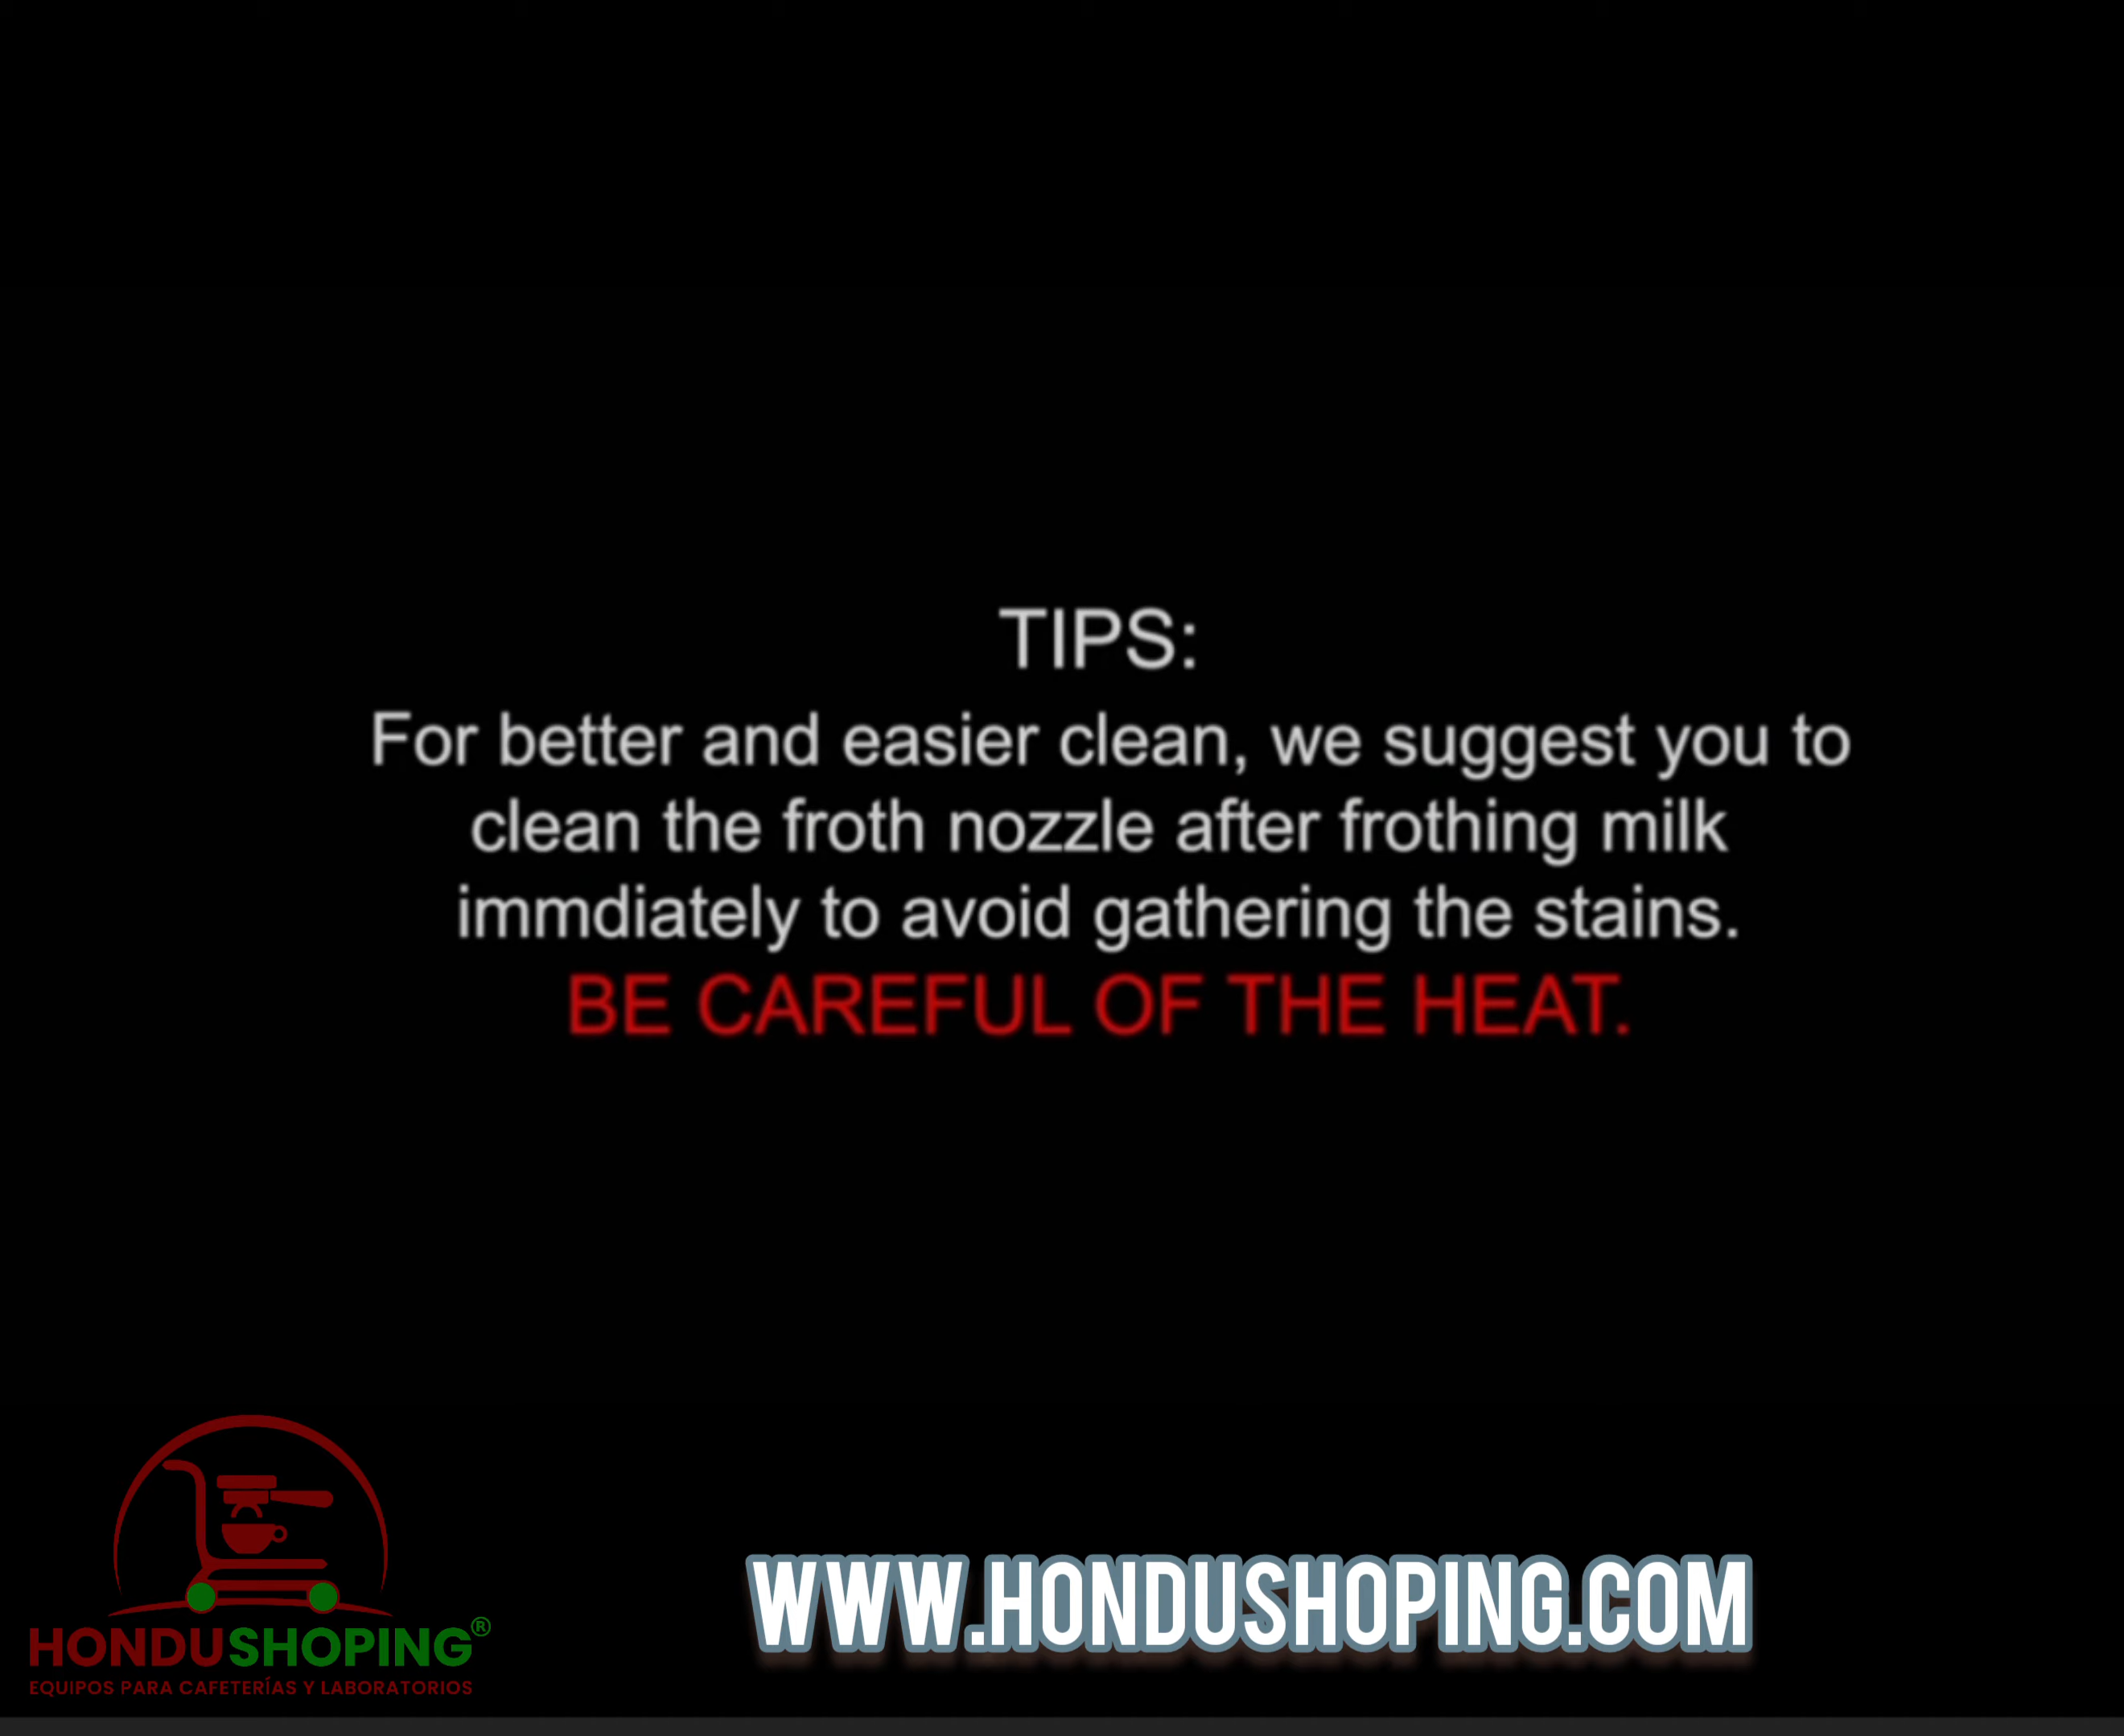 TIPS:
For better and easier clean, we suggest you to
clean the froth nozzle after frothing milk
immdiately to avoid gathering the stains.
BE CAREFUL OF THE HEAT.
HONDUSHOPING®
EQUIPOS PARA CAFETERÍAS Y LABORATORIOS
WWW.HONDUSHOPING.COM